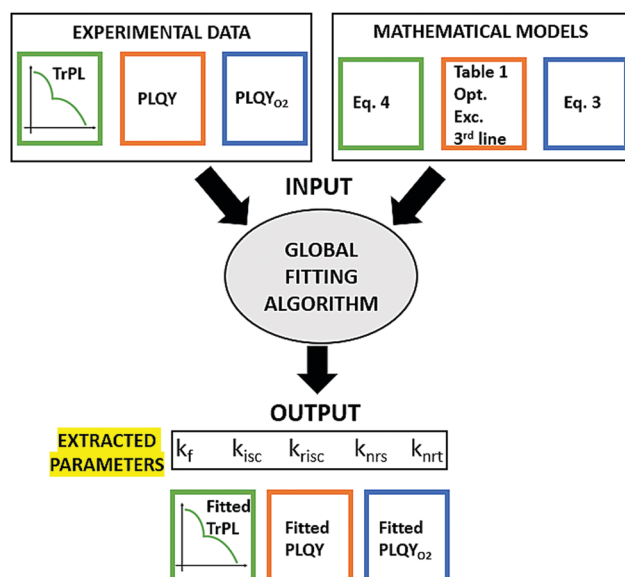 EXPERIMENTAL DATA
TrPL
PLQY
PLQYO2
MATHEMATICAL MODELS
Eq. 4
Table 1
Opt.
Exc.
3rd line
Eq. 3
INPUT
GLOBAL
FITTING
ALGORITHM
OUTPUT
EXTRACTED
PARAMETERS
kf kisc krisc knrs knrt
Fitted
TrPL
Fitted
PLQY
Fitted
PLQYO2